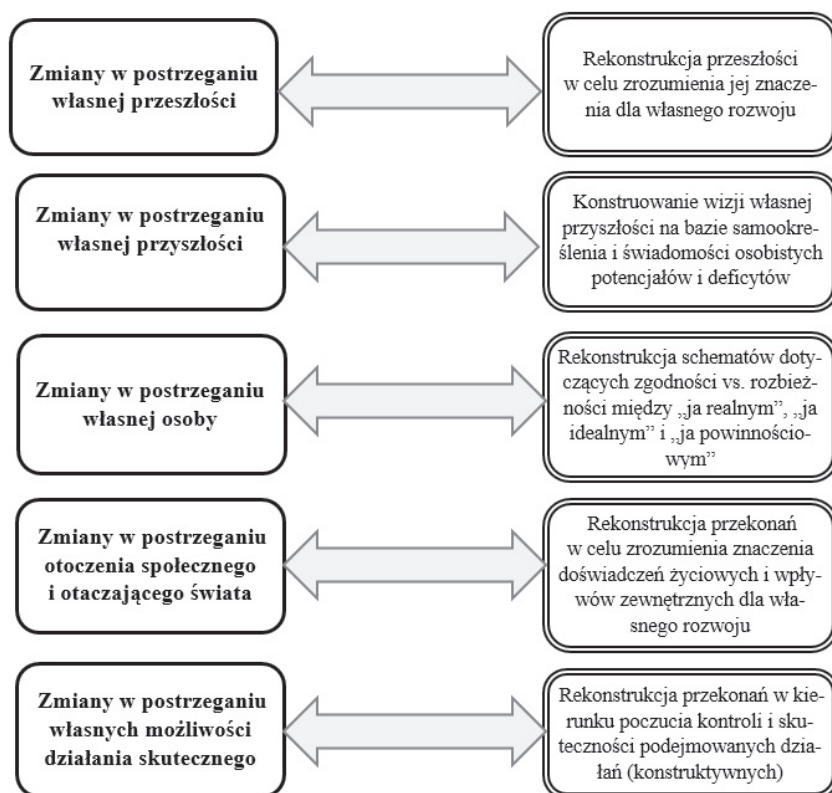 Zmiany w postrzeganiu
własnej przeszłości
Rekonstrukcja przeszłości
w celu zrozumienia jej znacze-
nia dla własnego rozwoju
Zmiany w postrzeganiu
własnej przyszłości
Konstruowanie wizji własnej
przyszłości na bazie samookre-
ślenia i świadomości osobistych
potencjałów i deficytów
Zmiany w postrzeganiu
własnej osoby
Rekonstrukcja schematów doty-
czących zgodności vs. rozbież-
ności między „ja realnym”, „ja
idealnym” i „ja powinnościo-
wym”
Zmiany w postrzeganiu
otoczenia społecznego
i otaczającego świata
Rekonstrukcja przekonań
w celu zrozumienia znaczenia
doświadczeń życiowych i wpły-
wów zewnętrznych dla wła-
snego rozwoju
Zmiany w postrzeganiu
własnych możliwości
działania skutecznego
Rekonstrukcja przekonań w kie-
runku poczucia kontroli i sku-
teczności podejmowanych dzia-
łań (konstruktywnych)